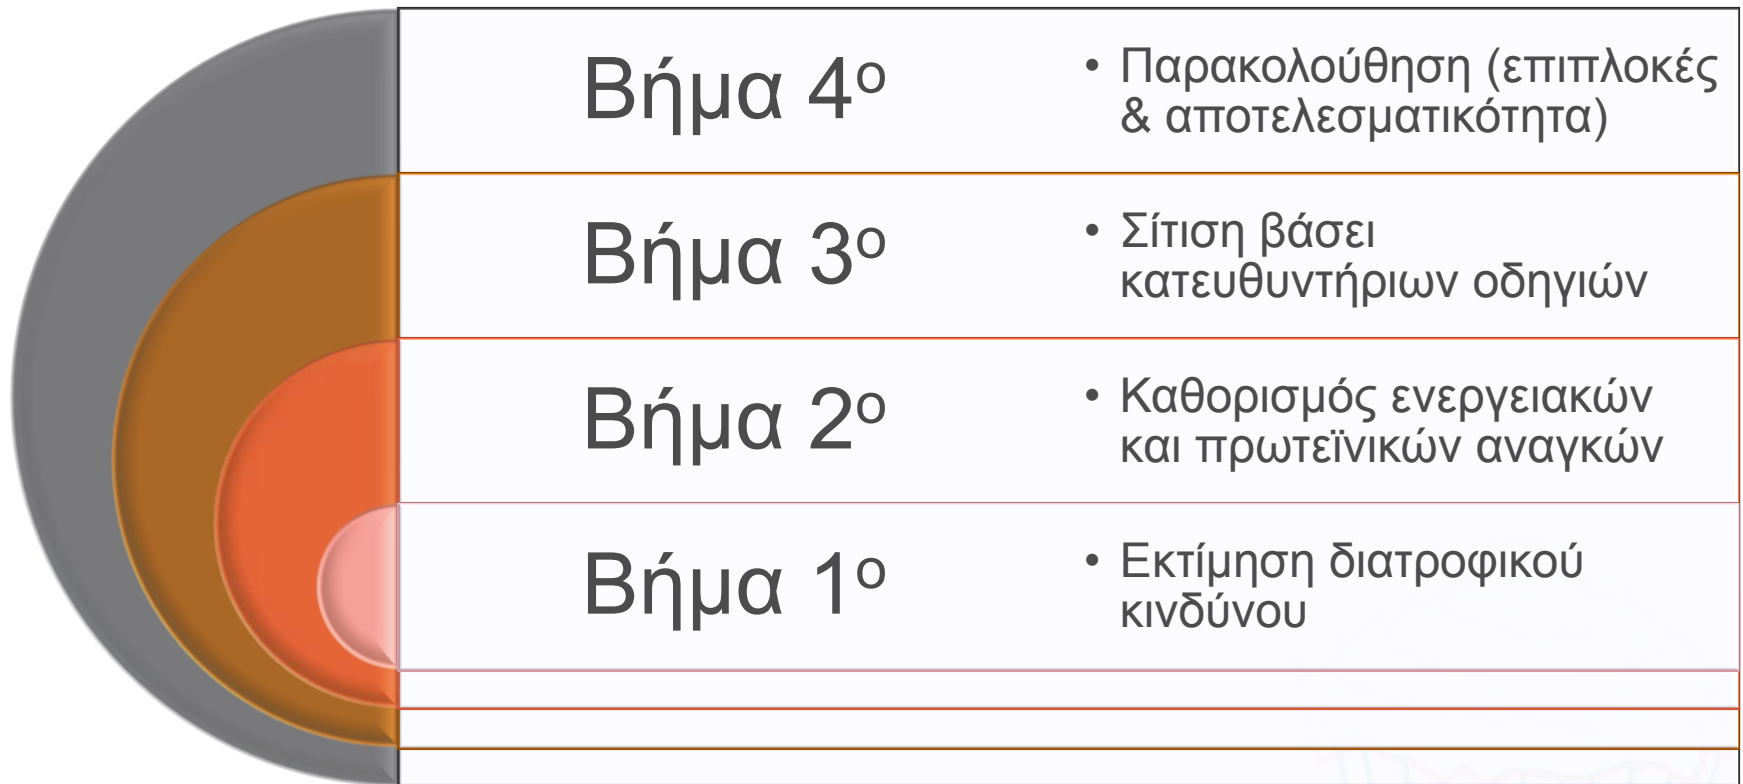 Βήμα 4ο
• Παρακολούθηση (επιπλοκές
& αποτελεσματικότητα)
Βήμα 3ο
• Σίτιση βάσει
κατευθυντήριων οδηγιών
Βήμα 2ο
• Καθορισμός ενεργειακών
και πρωτεϊνικών αναγκών
Βήμα 1ο
• Εκτίμηση διατροφικού
κινδύνου